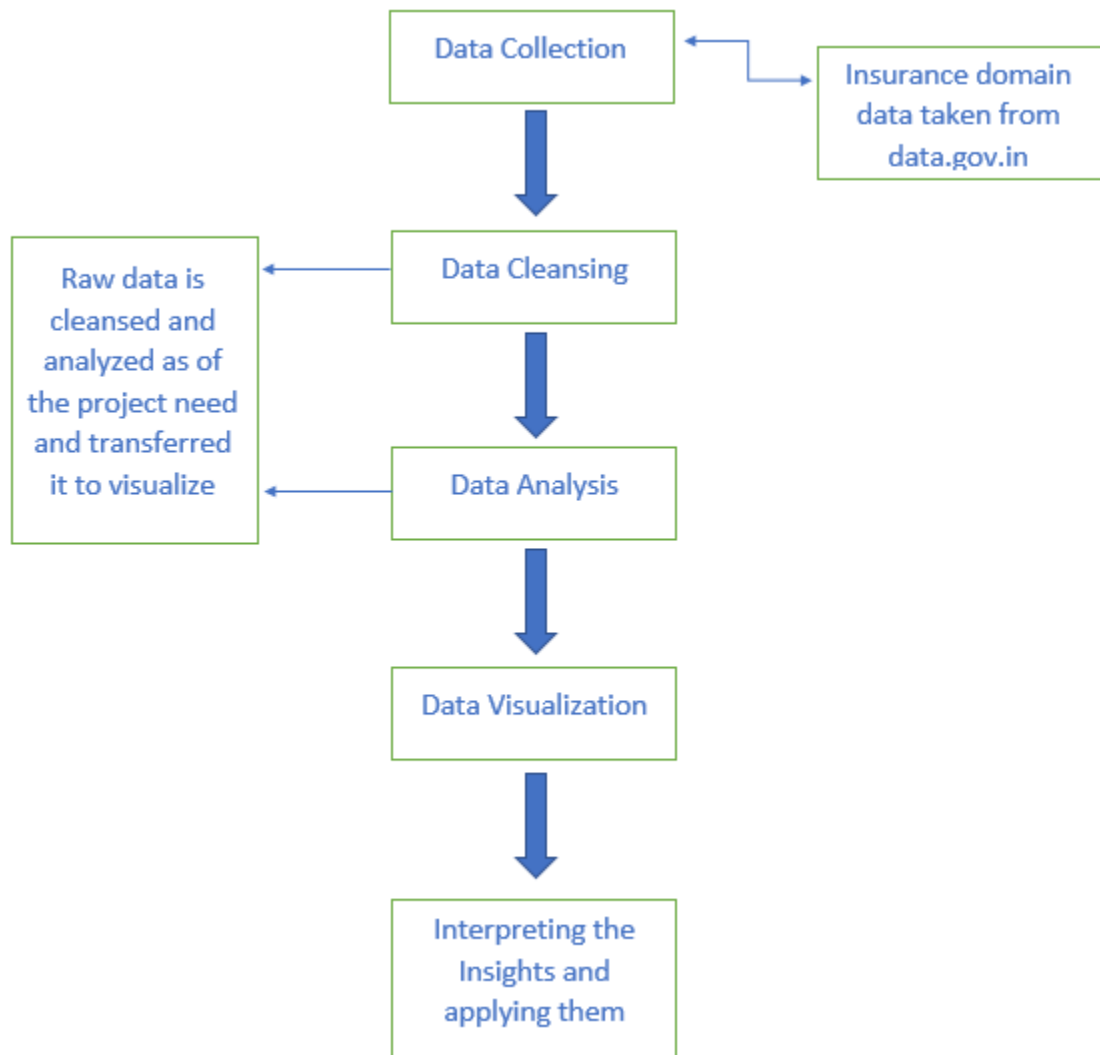 Data Collection
Insurance domain
data taken from
data.gov.in
Data Cleansing
Raw data is
cleansed and
analyzed as of
the project need
and transferred
it to visualize
Data Analysis
Data Visualization
Interpreting the
Insights and
applying them